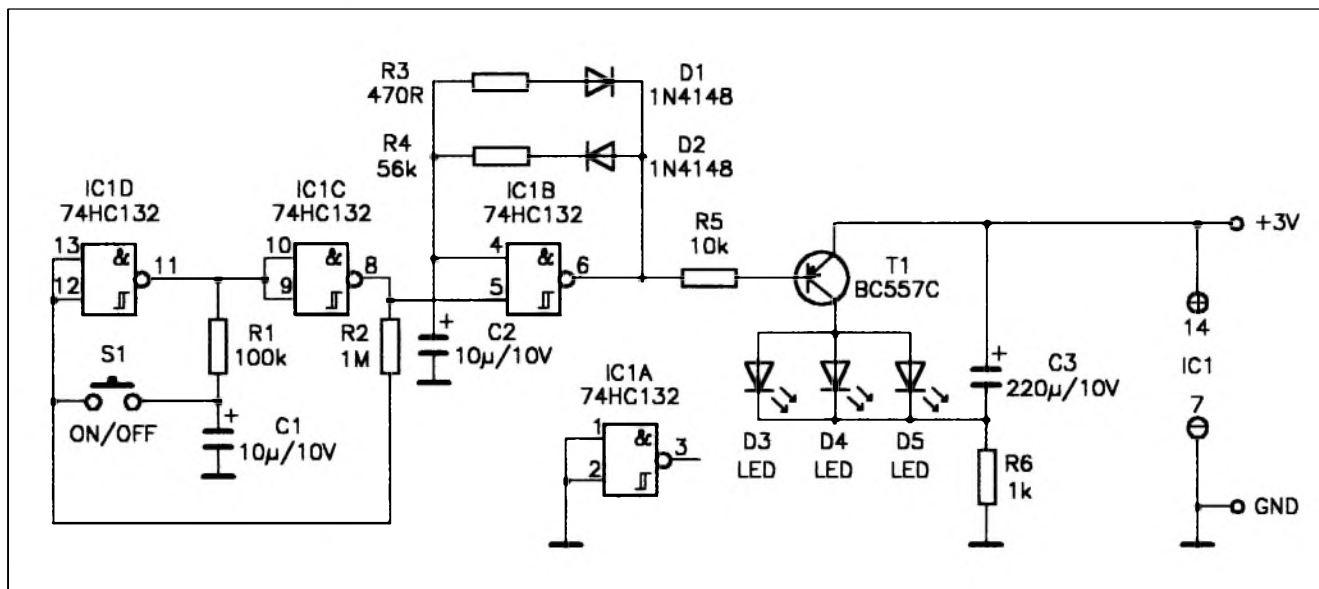 R3
470R
D1
1N4148
R4
56k
D2
1N4148
IC1D
74HC132
IC1C
74HC132
IC1B
74HC132
13
12
&
11
10
9
&
8
4
5
&
6
R5
10k
+3V
T1
BC557C
R1
100k
R2
1M
+
C2
10µ/10V
S1
ON/OFF
+
C1
10µ/10V
IC1A
74HC132
1
2
&
3
D3
LED
D4
LED
D5
LED
+
C3
220µ/10V
R6
1k
14
IC1
7
GND